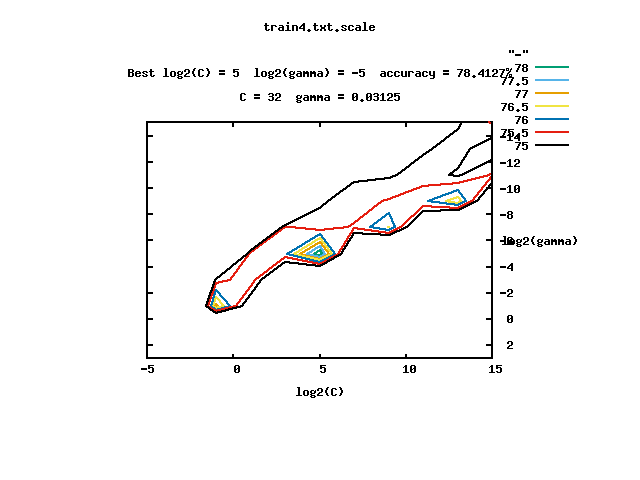 train4.txt.scale
"-"
Best log2(C) = 5  log2(gamma) = -5  accuracy = 78.4127%
C = 32  gamma = 0.03125
78
77.5
77
76.5
76
75.5
75
-14
-12
-10
-8
-6
log2(gamma)
-4
-2
0
2
-5 0 5 10 15
log2(C)